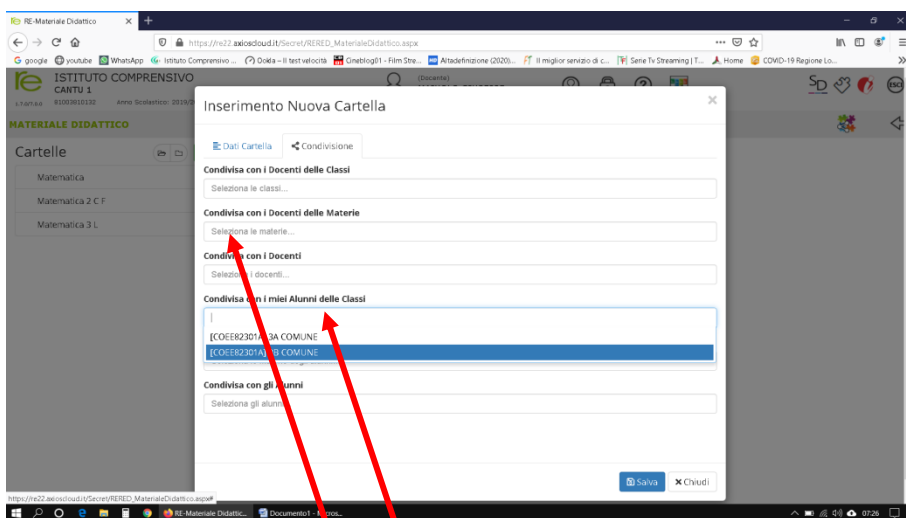 RE-Materiale Didattico
https://re22.axioscloud.it/Secret/RERED_MaterialeDidattico.aspx
google youtube WhatsApp Istituto Comprensivo ... Ookla – Il test velocità Cineblog01 - Film Stre... Altadefinizione (2020)... Il miglior servizio di c... Serie Tv Streaming | T... Home COVID-19 Regione Lo...
ISTITUTO COMPRENSIVO
CANTU 1
(Docente)
Anno Scolastico:
MATERIALE DIDATTICO
Inserimento Nuova Cartella
Cartelle
Matematica
Matematica 2 C F
Matematica 3 L
Dati Cartella Condivisione
Condivisa con i Docenti delle Classi
Seleziona le classi...
Condivisa con i Docenti delle Materie
Seleziona le materie...
Condivisa con i Docenti
Seleziona i docenti...
Condivisa con i miei Alunni delle Classi
[COEE82301A] 3A COMUNE
COMUNE
Condivisa con gli Alunni
Seleziona gli alunni
Salva Chiudi
https://re22.axioscloud.it/Secret/RERED_MaterialeDidattico.aspx#
RE-Materiale Didattic... Documento1 - Micros...
07:26